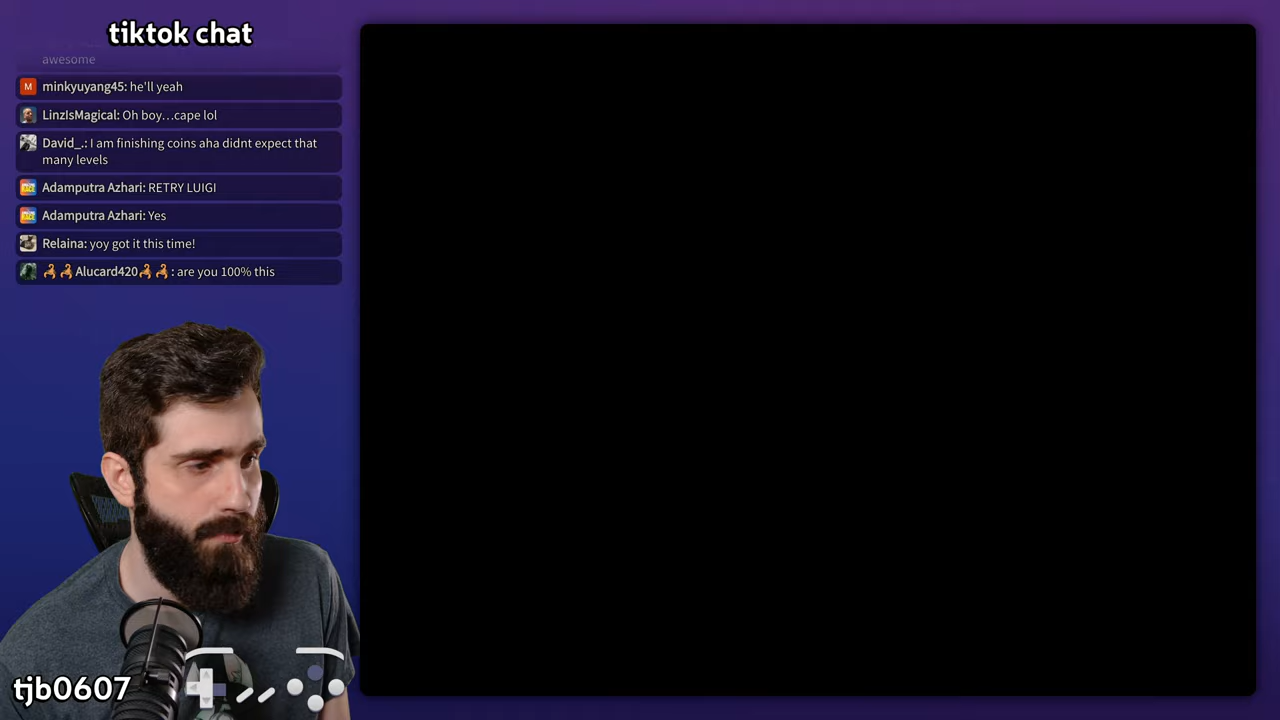 tiktok chat
awesome
minkyuyang45: he'll yeah
LinzIsMagical: Oh boy…cape lol
David_.: I am finishing coins aha didnt expect that
many levels
Adamputra Azhari: RETRY LUIGI
Adamputra Azhari: Yes
Relaina: yoy got it this time!
🦂🦂Alucard420🦂🦂: are you 100% this
M
tjb0607